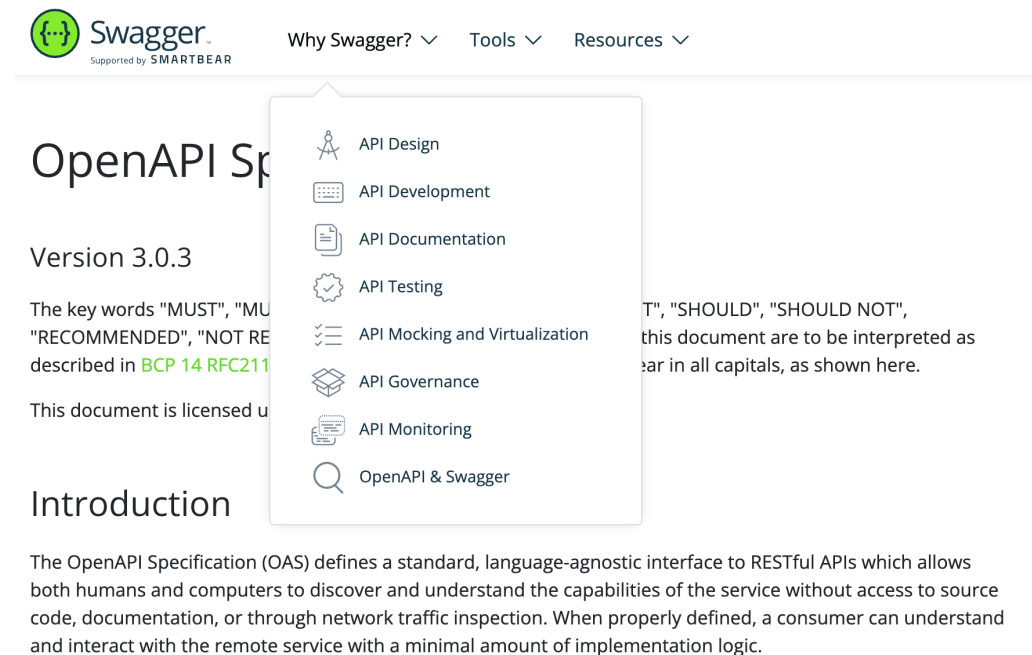 Swagger™
Supported by SMARTBEAR
Why Swagger?
Tools
Resources
API Design
API Development
API Documentation
API Testing
API Mocking and Virtualization
API Governance
API Monitoring
OpenAPI & Swagger
OpenAPI
Version 3.0.3
The key words "MUST", "SHOULD", "SHOULD NOT",
"RECOMMENDED", "NOT this document are to be interpreted as
described in BCP 14 in all capitals, as shown here.
This document is licensed
Introduction
The OpenAPI Specification (OAS) defines a standard, language-agnostic interface to RESTful APIs which allows
both humans and computers to discover and understand the capabilities of the service without access to source
code, documentation, or through network traffic inspection. When properly defined, a consumer can understand
and interact with the remote service with a minimal amount of implementation logic.